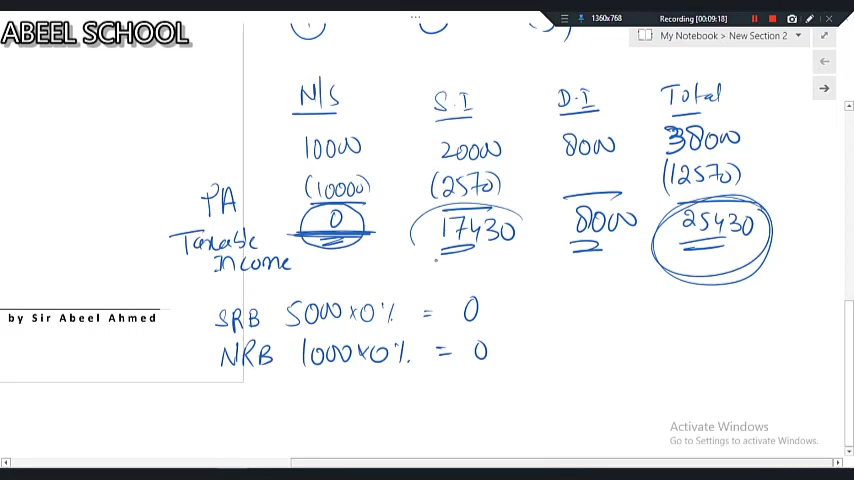 1360x768
Recording [00:09:18]
ABEEL SCHOOL
My Notebook > New Section 2
N/S S.I D.I Total
10000 20000 8000 38000
PA (10000) (2570) (12570)
Taxable Income 0 17430 8000 25430
by Sir Abeel Ahmed
SRB 5000 x 0% = 0
NRB 1000 x 0% = 0
Activate Windows
Go to Settings to activate Windows.